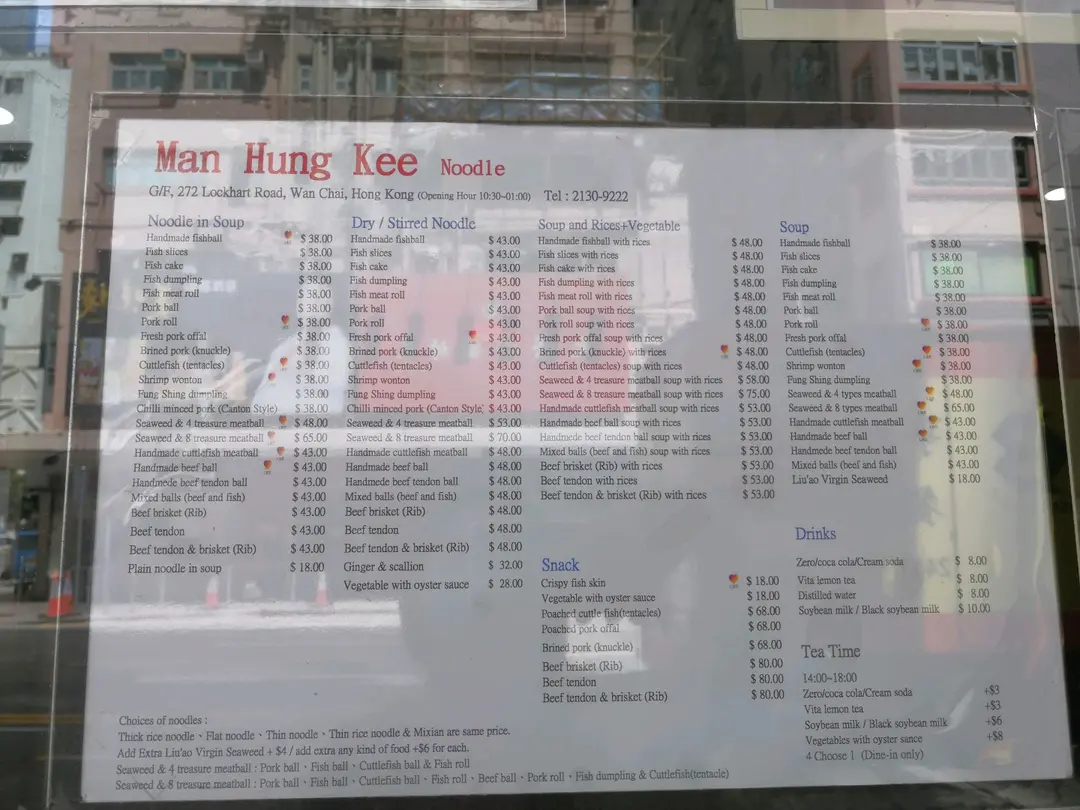 Man Hung Kee Noodle
G/F, 272 Lockhart Road, Wan Chai, Hong Kong (Opening Hour 10:30~01:00) Tel : 2130-9222
Noodle in Soup
Handmade fishball $ 38.00
Fish slices $ 38.00
Fish cake $ 38.00
Fish dumpling $ 38.00
Fish meat roll $ 38.00
Pork ball $ 38.00
Pork roll $ 38.00
Fresh pork offal $ 38.00
Brined pork (knuckle) $ 38.00
Cuttlefish (tentacles) $ 38.00
Shrimp wonton $ 38.00
Fung Shing dumpling $ 38.00
Chilli minced pork (Canton Style) $ 38.00
Seaweed & 4 treasure meatball $ 48.00
Seaweed & 8 treasure meatball $ 65.00
Handmade cuttlefish meatball $ 43.00
Handmade beef ball $ 43.00
Handmede beef tendon ball $ 43.00
Mixed balls (beef and fish) $ 43.00
Beef brisket (Rib) $ 43.00
Beef tendon $ 43.00
Beef tendon & brisket (Rib) $ 43.00
Plain noodle in soup $ 18.00
Dry / Stirred Noodle
Handmade fishball $ 43.00
Fish slices $ 43.00
Fish cake $ 43.00
Fish dumpling $ 43.00
Fish meat roll $ 43.00
Pork ball $ 43.00
Pork roll $ 43.00
Fresh pork offal $ 43.00
Brined pork (knuckle) $ 43.00
Cuttlefish (tentacles) $ 43.00
Shrimp wonton $ 43.00
Fung Shing dumpling $ 43.00
Chilli minced pork (Canton Style) $ 43.00
Seaweed & 4 treasure meatball $ 53.00
Seaweed & 8 treasure meatball $ 70.00
Handmade cuttlefish meatball $ 48.00
Handmade beef ball $ 48.00
Handmede beef tendon ball $ 48.00
Mixed balls (beef and fish) $ 48.00
Beef brisket (Rib) $ 48.00
Beef tendon $ 48.00
Beef tendon & brisket (Rib) $ 48.00
Ginger & scallion $ 32.00
Vegetable with oyster sauce $ 28.00
Soup and Rices+Vegetable
Handmade fishball with rices $ 48.00
Fish slices with rices $ 48.00
Fish cake with rices $ 48.00
Fish dumpling with rices $ 48.00
Fish meat roll with rices $ 48.00
Pork ball soup with rices $ 48.00
Pork roll soup with rices $ 48.00
Fresh pork offal soup with rices $ 48.00
Brined pork (knuckle) with rices $ 48.00
Cuttlefish (tentacles) soup with rices $ 48.00
Seaweed & 4 treasure meatball soup with rices $ 58.00
Seaweed & 8 treasure meatball soup with rices $ 75.00
Handmade cuttlefish meatball soup with rices $ 53.00
Handmade beef ball soup with rices $ 53.00
Handmede beef tendon ball soup with rices $ 53.00
Mixed balls (beef and fish) soup with rices $ 53.00
Beef brisket (Rib) with rices $ 53.00
Beef tendon with rices $ 53.00
Beef tendon & brisket (Rib) with rices $ 53.00
Snack
Crispy fish skin $ 18.00
Vegetable with oyster sauce $ 18.00
Poached cuttle fish(tentacles) $ 68.00
Poached pork offal $ 68.00
Brined pork (knuckle) $ 68.00
Beef brisket (Rib) $ 80.00
Beef tendon $ 80.00
Beef tendon & brisket (Rib) $ 80.00
Soup
Handmade fishball $ 38.00
Fish slices $ 38.00
Fish cake $ 38.00
Fish dumpling $ 38.00
Fish meat roll $ 38.00
Pork ball $ 38.00
Pork roll $ 38.00
Fresh pork offal $ 38.00
Cuttlefish (tentacles) $ 38.00
Shrimp wonton $ 38.00
Fung Shing dumpling $ 38.00
Seaweed & 4 types meatball $ 48.00
Seaweed & 8 types meatball $ 65.00
Handmade cuttlefish meatball $ 43.00
Handmade beef ball $ 43.00
Handmade beef tendon ball $ 43.00
Mixed balls (beef and fish) $ 43.00
Liu'ao Virgin Seaweed $ 18.00
Drinks
Zero/coca cola/Cream soda $ 8.00
Vita lemon tea $ 8.00
Distilled water $ 8.00
Soybean milk / Black soybean milk $ 10.00
Tea Time
14:00~18:00
Zero/coca cola/Cream soda +$3
Vita lemon tea +$3
Soybean milk / Black soybean milk +$6
Vegetables with oyster sauce +$8
4 Choose 1 (Dine-in only)
Choices of noodles :
Thick rice noodle、Flat noodle、Thin noodle、Thin rice noodle & Mixian are same price.
Add Extra Liu'ao Virgin Seaweed + $4 / add extra any kind of food +$6 for each.
Seaweed & 4 treasure meatball : Pork ball、Fish ball、Cuttlefish ball & Fish roll
Seaweed & 8 treasure meatball : Pork ball、Fish ball、Cuttlefish ball、Fish roll、Beef ball、Pork roll、Fish dumpling & Cuttlefish(tentacle)